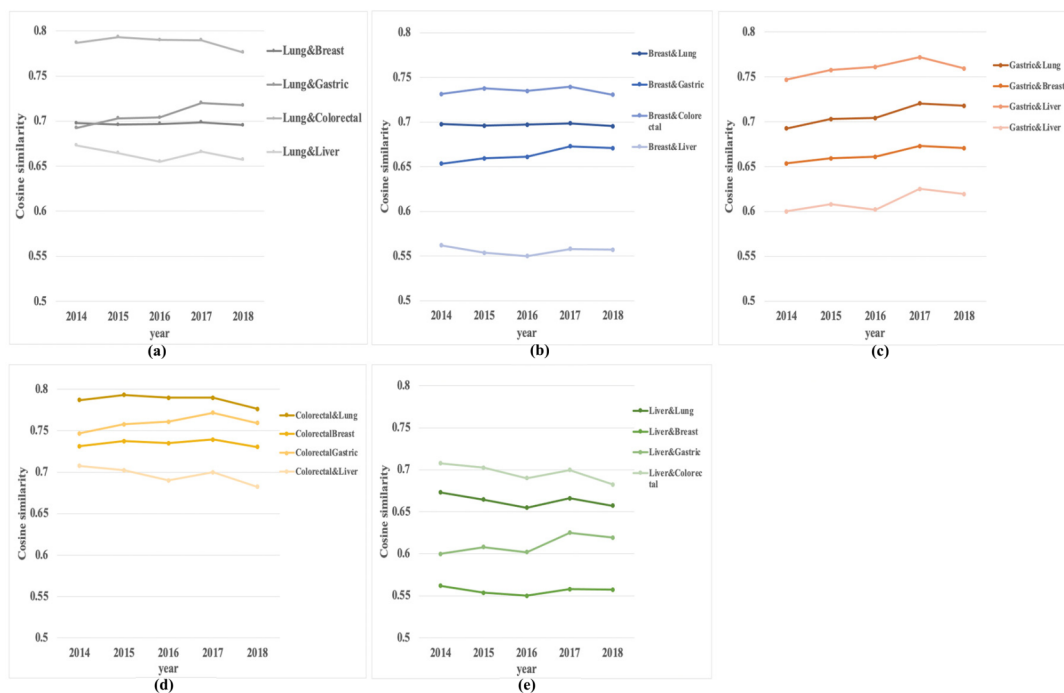 0.8
0.75
0.7
0.65
0.6
0.55
0.5
Cosine similarity
2014 2015 2016 2017 2018
year
Lung&Breast
Lung&Gastric
Lung&Colorectal
Lung&Liver
(a)
0.8
0.75
0.7
0.65
0.6
0.55
0.5
Cosine similarity
2014 2015 2016 2017 2018
year
Breast&Lung
Breast&Gastric
Breast&Colore
ctal
Breast&Liver
(b)
0.8
0.75
0.7
0.65
0.6
0.55
0.5
Cosine similarity
2014 2015 2016 2017 2018
year
Gastric&Lung
Gastric&Breast
Gastric&Liver
Gastric&Liver
(c)
0.8
0.75
0.7
0.65
0.6
0.55
0.5
Cosine similarity
2014 2015 2016 2017 2018
year
Colorectal&Lung
ColorectalBreast
ColorectalGastric
Colorectal&Liver
(d)
0.8
0.75
0.7
0.65
0.6
0.55
0.5
Cosine similarity
2014 2015 2016 2017 2018
year
Liver&Lung
Liver&Breast
Liver&Gastric
Liver&Colorec
tal
(e)